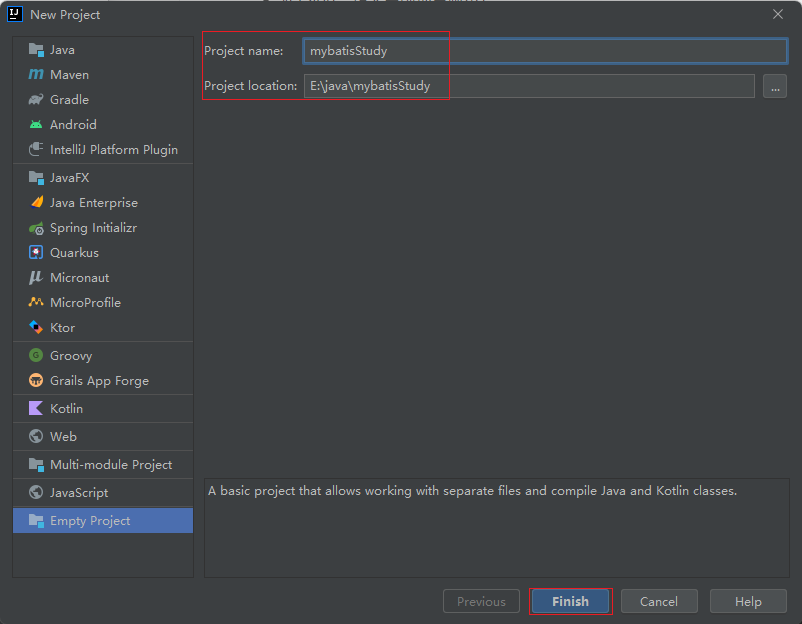 New Project
Java
Maven
Gradle
Android
IntelliJ Platform Plugin
JavaFX
Java Enterprise
Spring Initializr
Quarkus
Micronaut
MicroProfile
Ktor
Groovy
Grails App Forge
Kotlin
Web
Multi-module Project
JavaScript
Empty Project
Project name: mybatisStudy
Project location: E:\java\mybatisStudy ...
A basic project that allows working with separate files and compile Java and Kotlin classes.
Previous Finish Cancel Help